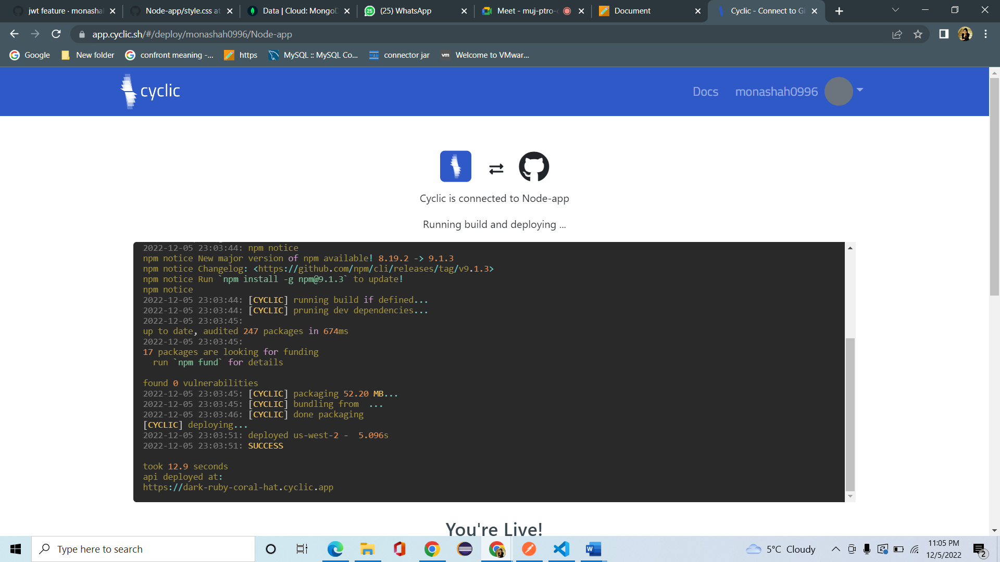 jwt feature · monasha
Node-app/style.css at
Data | Cloud: MongoD
(25) WhatsApp
Meet - muj-ptro-
Document
Cyclic - Connect to Gi
app.cyclic.sh/#/deploy/monashah0996/Node-app
Google
New folder
confront meaning -...
https
MySQL :: MySQL Co...
connector jar
vm
Welcome to VMwar...
cyclic
Docs
monashah0996
Cyclic is connected to Node-app
Running build and deploying ...
2022-12-05 23:03:44: npm notice
npm notice New major version of npm available! 8.19.2 -> 9.1.3
npm notice Changelog: <https://github.com/npm/cli/releases/tag/v9.1.3>
npm notice Run `npm install -g npm@9.1.3` to update!
npm notice
2022-12-05 23:03:44: [CYCLIC] running build if defined...
2022-12-05 23:03:44: [CYCLIC] pruning dev dependencies...
2022-12-05 23:03:45:
up to date, audited 247 packages in 674ms
2022-12-05 23:03:45:
17 packages are looking for funding
run `npm fund` for details
found 0 vulnerabilities
2022-12-05 23:03:45: [CYCLIC] packaging 52.20 MB...
2022-12-05 23:03:45: [CYCLIC] bundling from ...
2022-12-05 23:03:46: [CYCLIC] done packaging
[CYCLIC] deploying...
2022-12-05 23:03:51: deployed us-west-2 - 5.096s
2022-12-05 23:03:51: SUCCESS
took 12.9 seconds
api deployed at:
https://dark-ruby-coral-hat.cyclic.app
You're Live!
Type here to search
5°C Cloudy
11:05 PM
12/5/2022
2